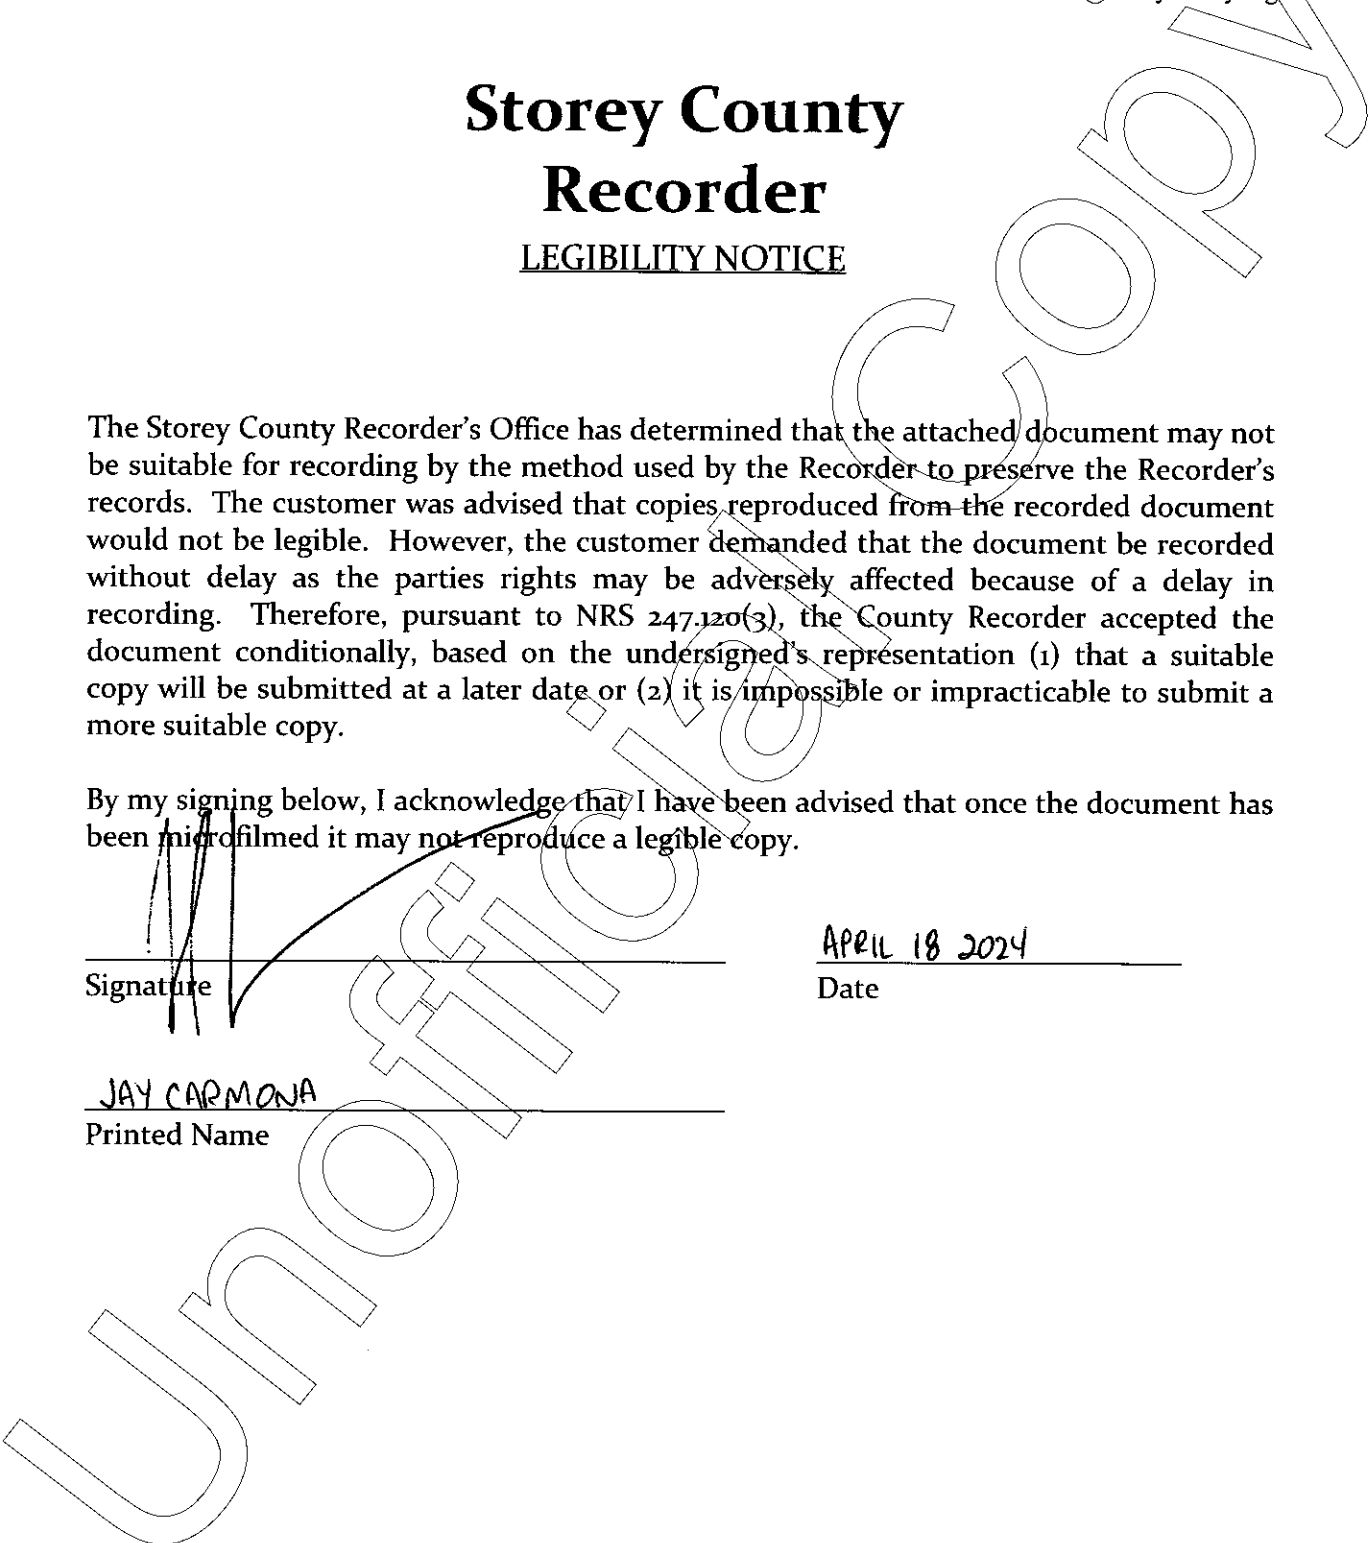 Storey County
Recorder
LEGIBILITY NOTICE
The Storey County Recorder's Office has determined that the attached document may not
be suitable for recording by the method used by the Recorder to preserve the Recorder's
records. The customer was advised that copies reproduced from the recorded document
would not be legible. However, the customer demanded that the document be recorded
without delay as the parties rights may be adversely affected because of a delay in
recording. Therefore, pursuant to NRS 247.120(3), the County Recorder accepted the
document conditionally, based on the undersigned's representation (1) that a suitable
copy will be submitted at a later date or (2) it is impossible or impracticable to submit a
more suitable copy.
By my signing below, I acknowledge that I have been advised that once the document has
been microfilmed it may not reproduce a legible copy.
APRIL 18 2024
Signature
Date
JAY CARMONA
Printed Name
Unofficial Copy